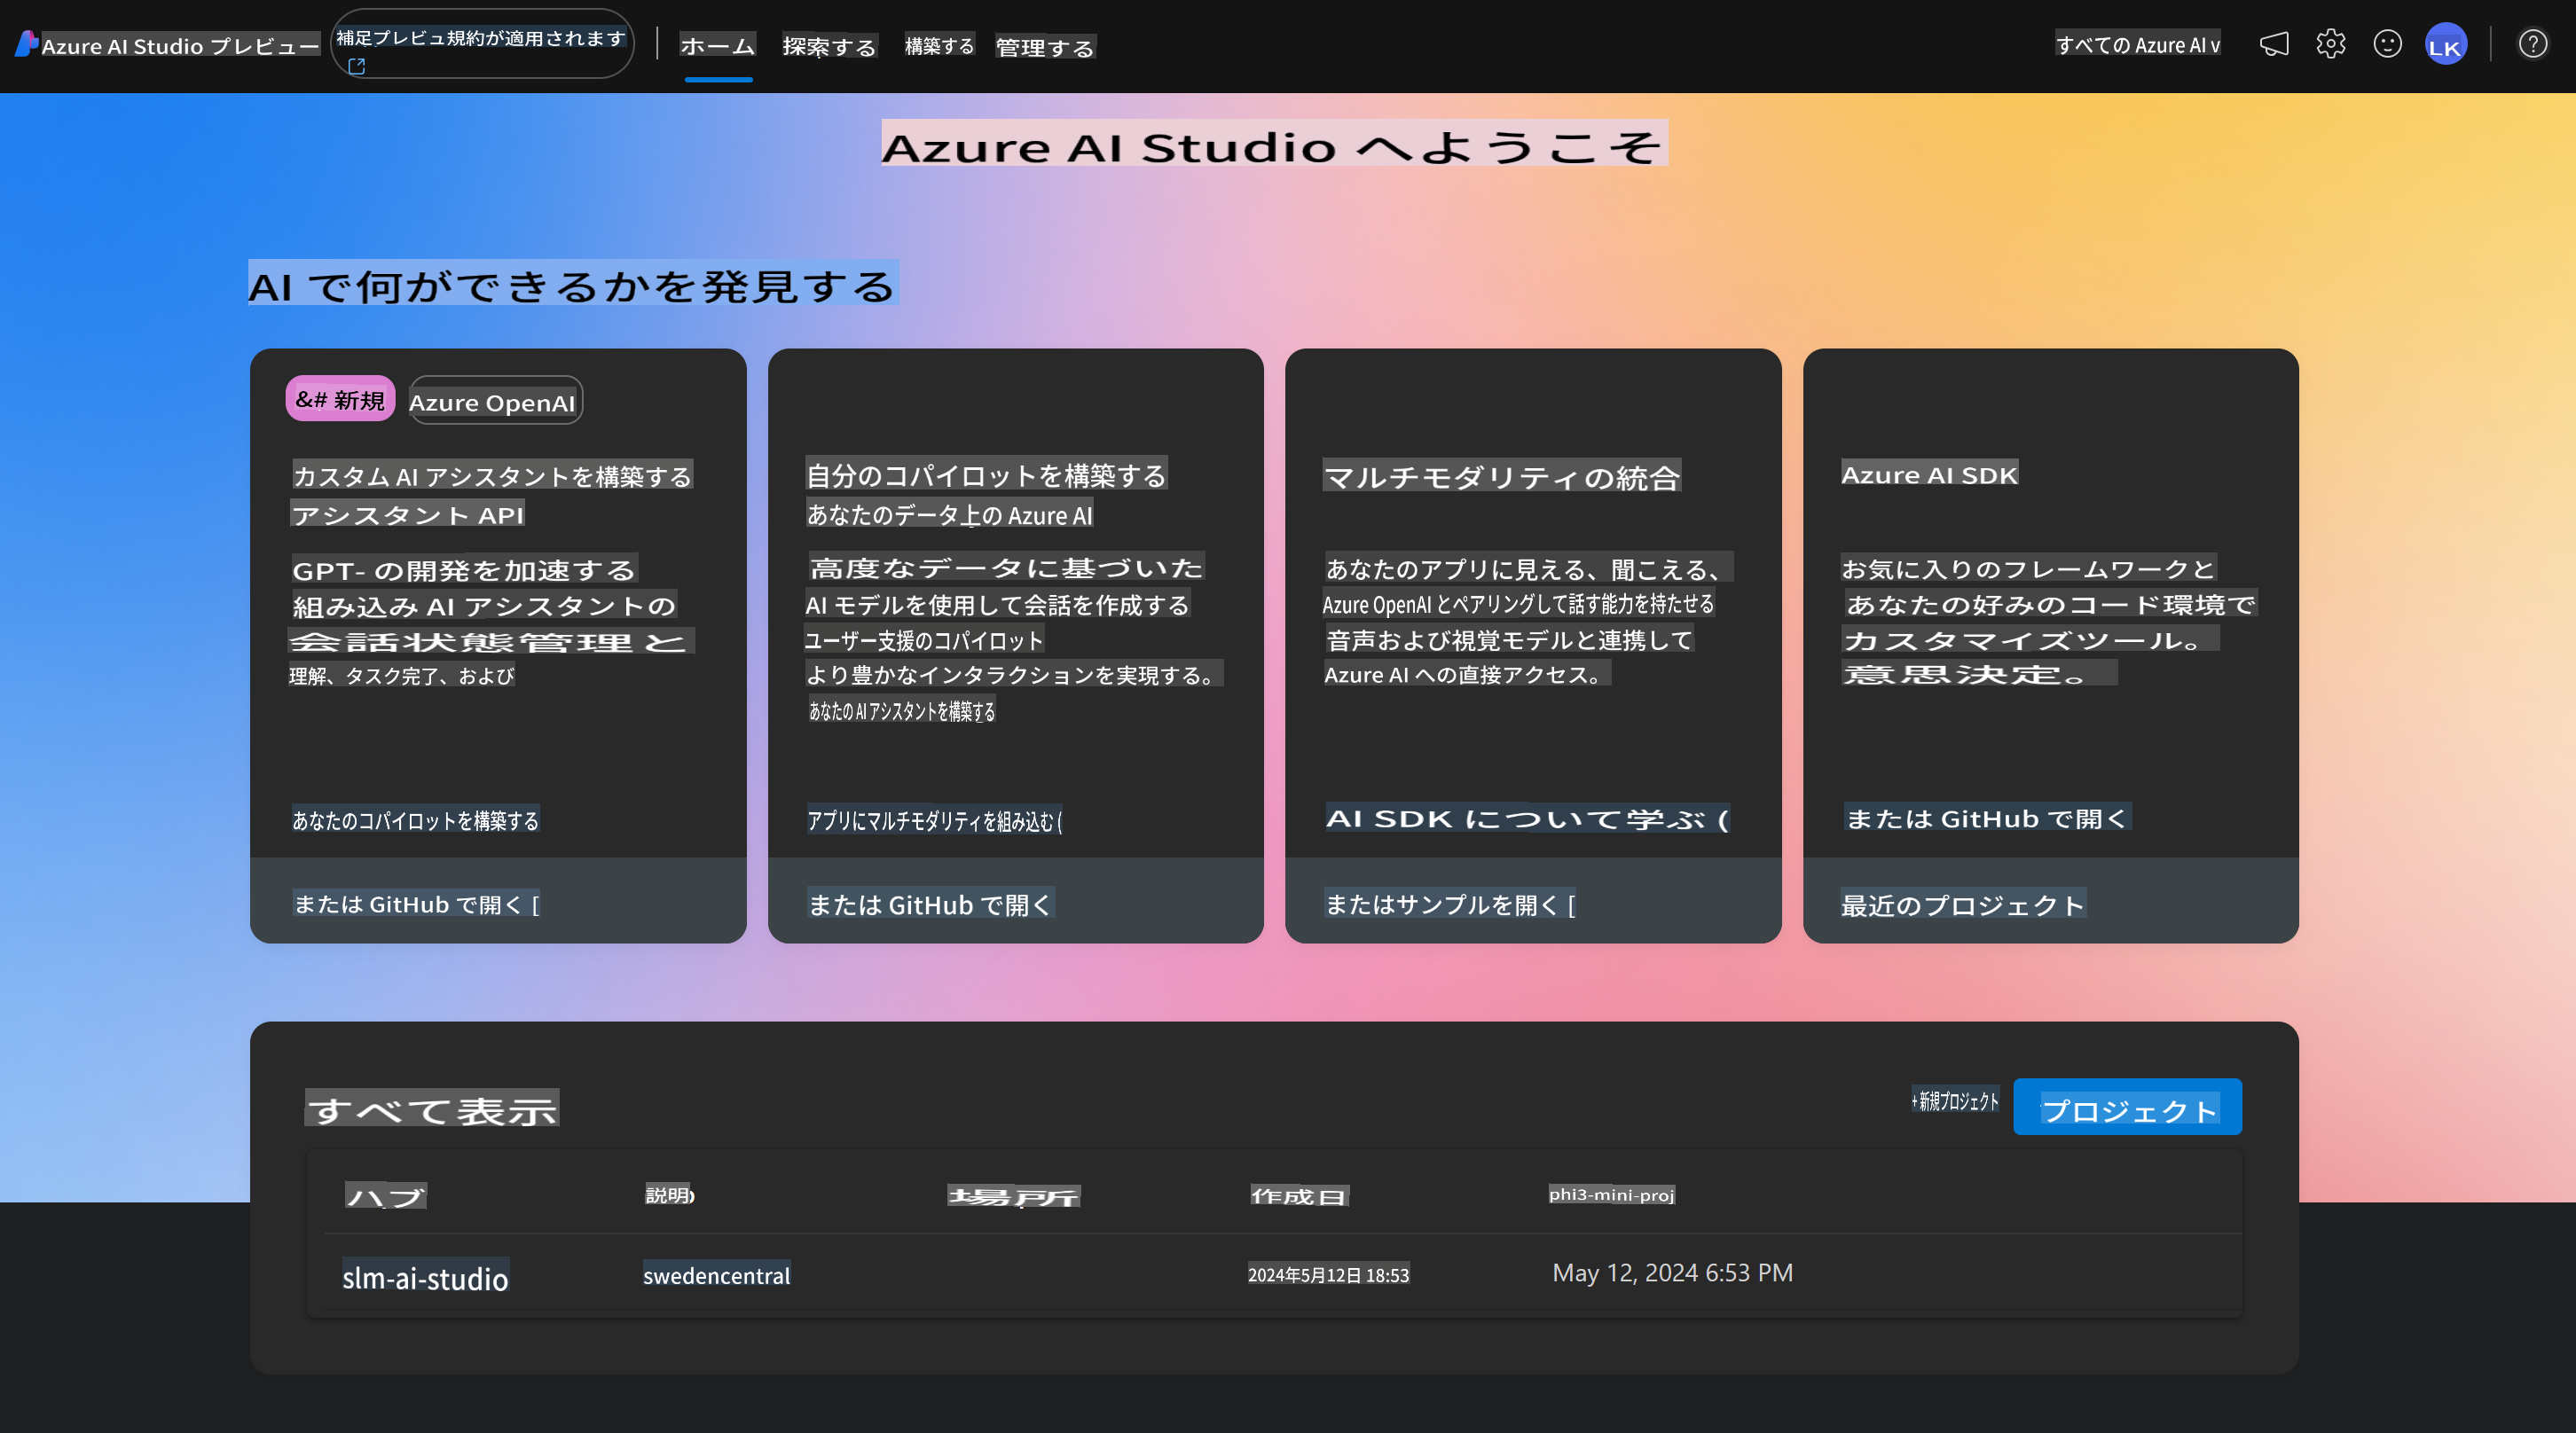 Azure AI Studio プレビュー
補足プレビュ規約が適用されます
ホーム
探索する
構築する
管理する
すべての Azure AI v
LK
Azure AI Studio へようこそ
AI で何ができるかを発見する
&# 新規
Azure OpenAI
カスタム AI アシスタントを構築する
アシスタント API
GPT- の開発を加速する
組み込み AI アシスタントの
会話状態管理 と
理解、タスク完了、および
あなたのコパイロットを構築する
または GitHub で開く [
自分のコパイロットを構築する
あなたのデータ上の Azure AI
高度なデータに基づいた
AI モデルを使用して会話を作成する
ユーザー支援のコパイロット
より豊かなインタラクションを実現する。
あなたの AI アシスタントを構築する
アプリにマルチモダリティを組み込む (
または GitHub で開く
マルチモダリティの統合
あなたのアプリに見える、聞こえる、
Azure OpenAI とペアリングして話す能力を持たせる
音声および視覚モデルと連携して
Azure AI への直接アクセス。
AI SDK について学ぶ (
またはサンプルを開く [
Azure AI SDK
お気に入りのフレームワークと
あなたの好みのコード環境で
カスタマイズツール。
意思決定。
または GitHub で開く
最近のプロジェクト
すべて表示
+ 新規プロジェクト
プロジェクト
ハブ
説明
場所
作成日
phi3-mini-proj
slm-ai-studio
swedencentral
2024年5月12日 18:53
May 12, 2024 6:53 PM